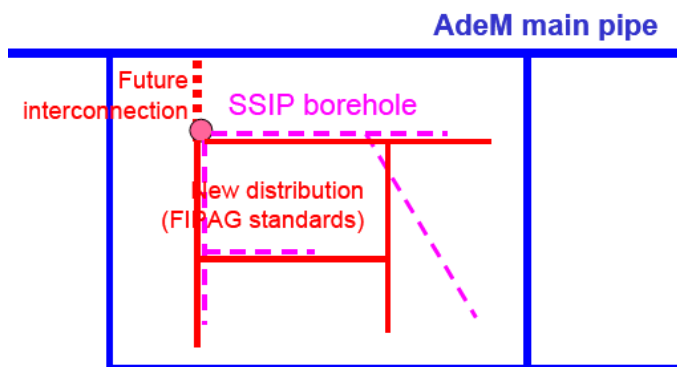 AdeM main pipe
Future
interconnection
SSIP borehole
New distribution
(FIPAG standards)